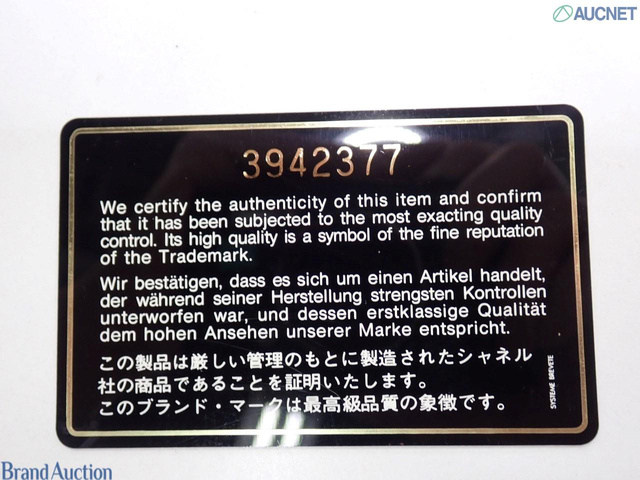 AUCNET
3942377
We certify the authenticity of this item and confirm
that it has been subjected to the most exacting quality
control. Its high quality is a symbol of the fine reputation
of the Trademark.
Wir bestätigen, dass es sich um einen Artikel handelt,
der während seiner Herstellung strengsten Kontrollen
unterworfen war, und dessen erstklassige Qualität
dem hohen Ansehen unserer Marke entspricht.
この製品は厳しい管理のもとに製造されたシャネル
社の商品であることを証明いたします。
このブランド・マークは最高級品質の象徴です。
SYSTEME BREVETE
Brand Auction